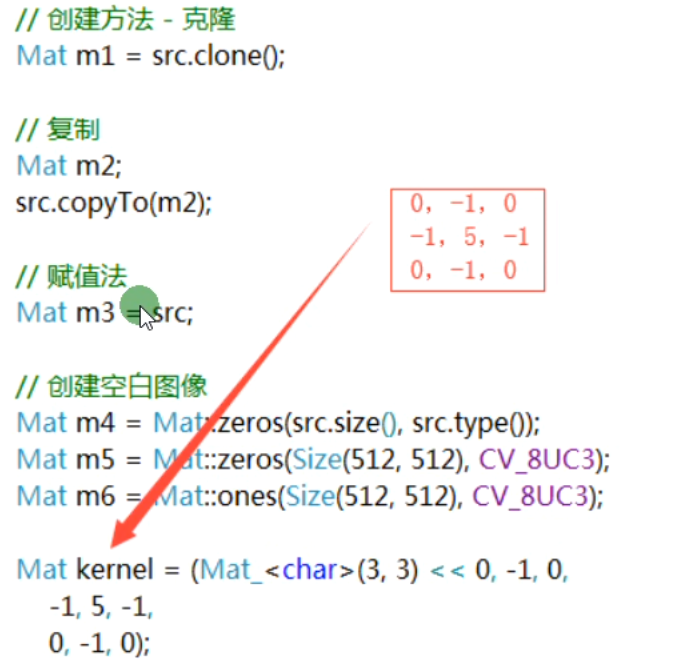 // 创建方法 - 克隆
Mat m1 = src.clone();
// 复制
Mat m2;
src.copyTo(m2);
0, -1, 0
-1, 5, -1
0, -1, 0
// 赋值法
Mat m3 = src;
// 创建空白图像
Mat m4 = Mat::zeros(src.size(), src.type());
Mat m5 = Mat::zeros(Size(512, 512), CV_8UC3);
Mat m6 = Mat::ones(Size(512, 512), CV_8UC3);
Mat kernel = (Mat_<char>(3, 3) << 0, -1, 0,
-1, 5, -1,
0, -1, 0);